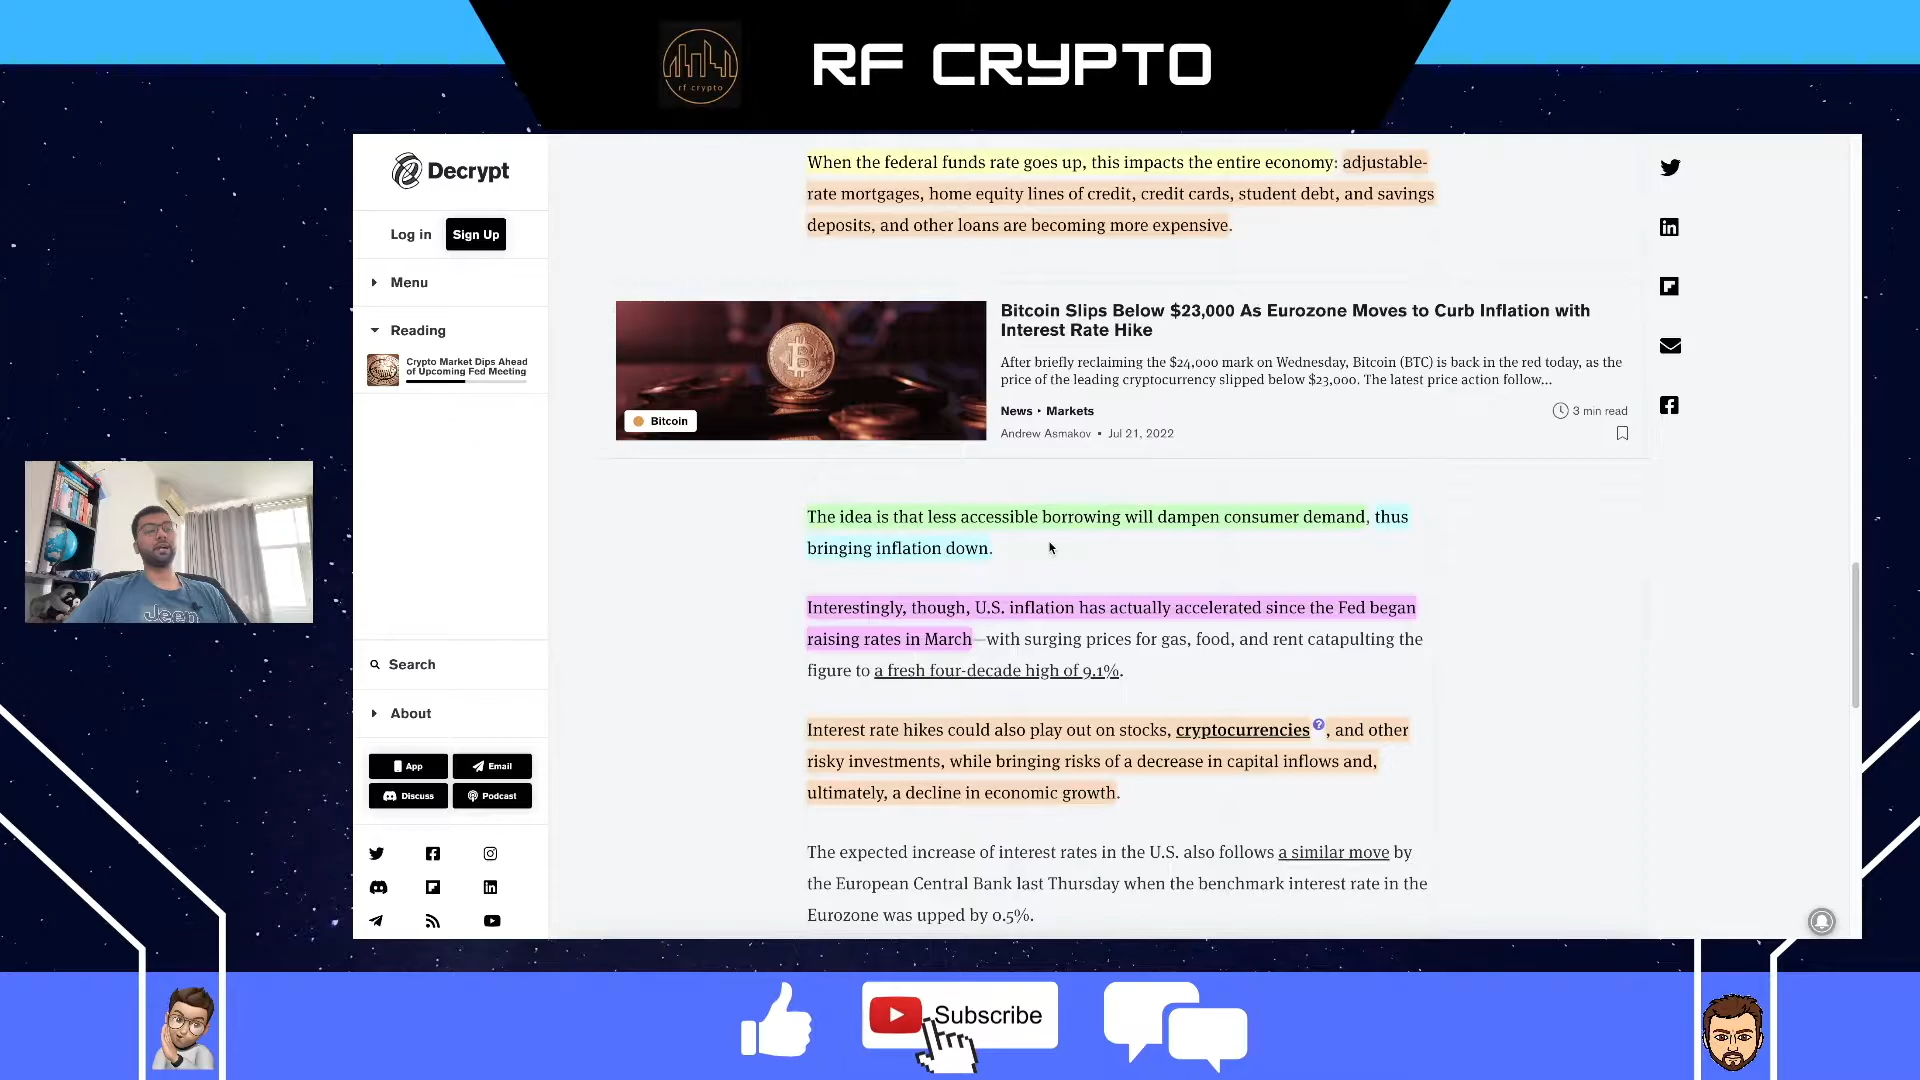 rf crypto
RF CRYPTO
Decrypt
Log in
Sign Up
Menu
Reading
Crypto Market Dips Ahead
of Upcoming Fed Meeting
Search
About
App
Email
Discuss
Podcast
When the federal funds rate goes up, this impacts the entire economy: adjustable-
rate mortgages, home equity lines of credit, credit cards, student debt, and savings
deposits, and other loans are becoming more expensive.
Bitcoin
Bitcoin Slips Below $23,000 As Eurozone Moves to Curb Inflation with
Interest Rate Hike
After briefly reclaiming the $24,000 mark on Wednesday, Bitcoin (BTC) is back in the red today, as the
price of the leading cryptocurrency slipped below $23,000. The latest price action follow...
News ‣ Markets
3 min read
Andrew Asmakov • Jul 21, 2022
The idea is that less accessible borrowing will dampen consumer demand, thus
bringing inflation down.
Interestingly, though, U.S. inflation has actually accelerated since the Fed began
raising rates in March—with surging prices for gas, food, and rent catapulting the
figure to a fresh four-decade high of 9.1%.
Interest rate hikes could also play out on stocks, cryptocurrencies ?, and other
risky investments, while bringing risks of a decrease in capital inflows and,
ultimately, a decline in economic growth.
The expected increase of interest rates in the U.S. also follows a similar move by
the European Central Bank last Thursday when the benchmark interest rate in the
Eurozone was upped by 0.5%.
Jeep
Subscribe